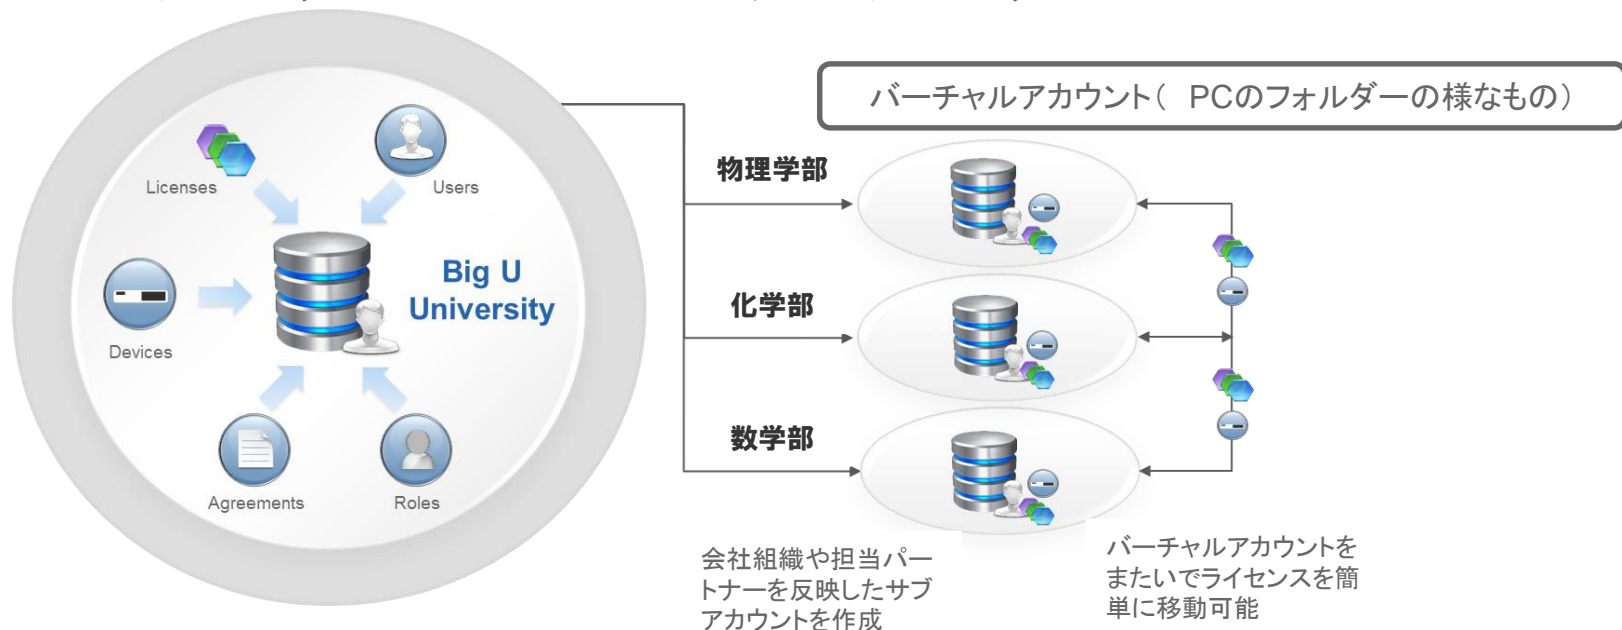 バーチャルアカウント( PCのフォルダーの様なもの)
Licenses
Users
Big U
University
Devices
Agreements
Roles
物理学部
化学部
数学部
会社組織や担当パー
トナーを反映したサブ
アカウントを作成
バーチャルアカウントを
またいでライセンスを簡
単に移動可能